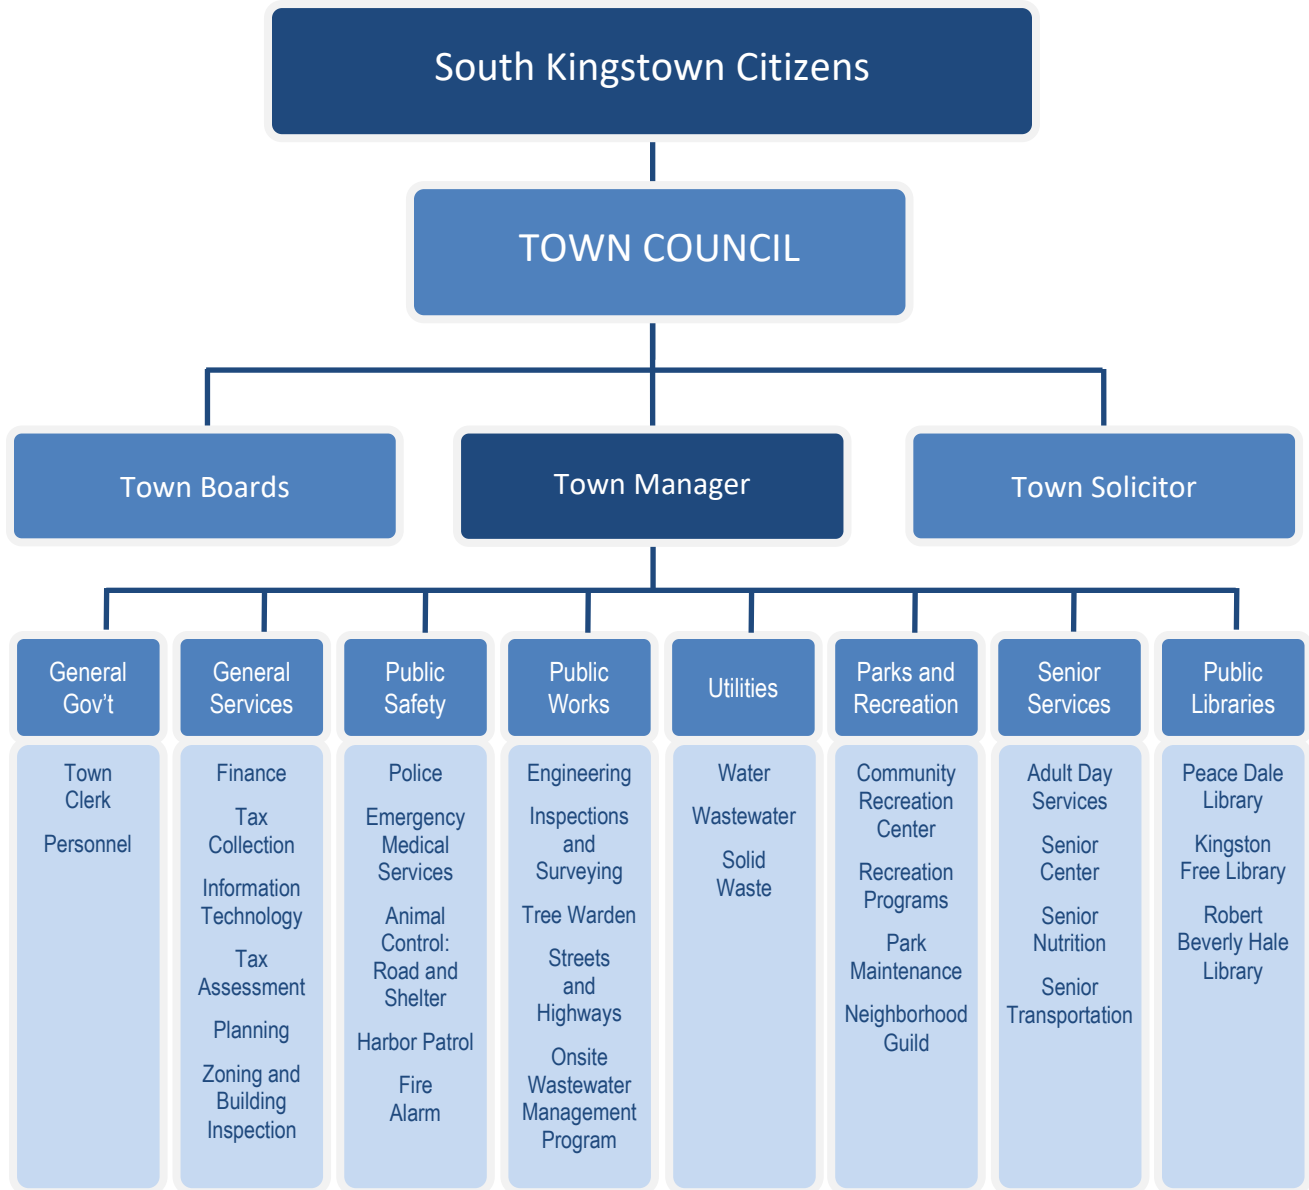 South Kingstown Citizens
TOWN COUNCIL
Town Boards
Town Manager
Town Solicitor
General
Gov't
General
Services
Public
Safety
Public
Works
Utilities
Parks and
Recreation
Senior
Services
Public
Libraries
Town
Clerk
Personnel
Finance
Tax
Collection
Information
Technology
Tax
Assessment
Planning
Zoning and
Building
Inspection
Police
Emergency
Medical
Services
Animal
Control:
Road and
Shelter
Harbor Patrol
Fire
Alarm
Engineering
Inspections
and
Surveying
Tree Warden
Streets
and
Highways
Onsite
Wastewater
Management
Program
Water
Wastewater
Solid
Waste
Community
Recreation
Center
Recreation
Programs
Park
Maintenance
Neighborhood
Guild
Adult Day
Services
Senior
Center
Senior
Nutrition
Senior
Transportation
Peace Dale
Library
Kingston
Free Library
Robert
Beverly Hale
Library